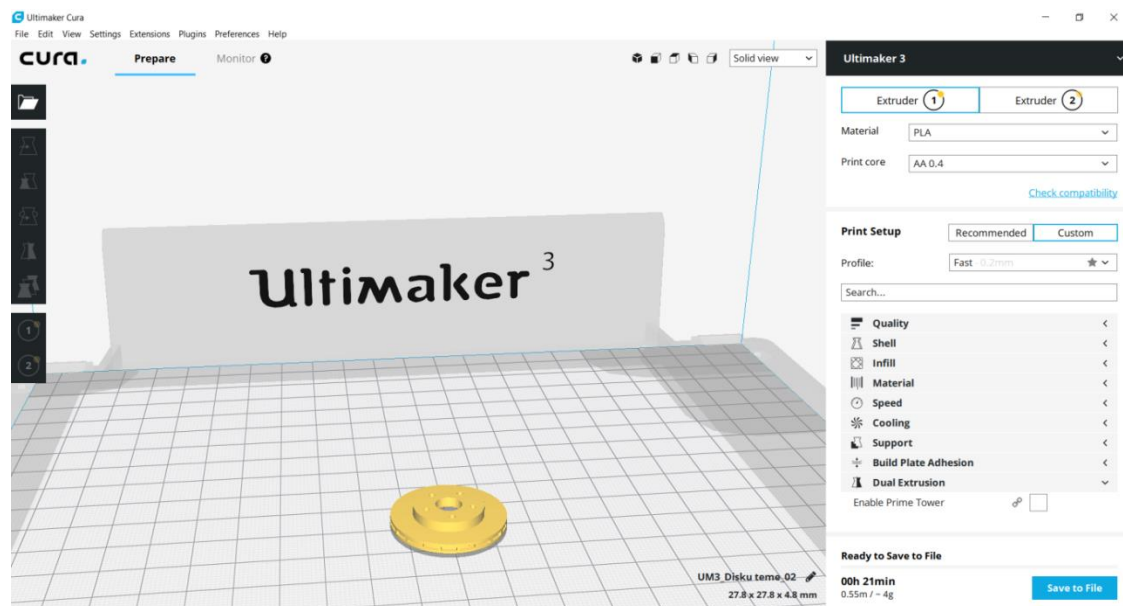 Ultimaker Cura
File Edit View Settings Extensions Plugins Preferences Help
cura. Prepare Monitor ? Solid view
Ultimaker 3
Extruder 1 Extruder 2
Material PLA
Print core AA 0.4
Check compatibility
Print Setup Recommended Custom
Profile: Fast - 0.2mm
Search...
Quality
Shell
Infill
Material
Speed
Cooling
Support
Build Plate Adhesion
Dual Extrusion
Enable Prime Tower
Ready to Save to File
00h 21min
0.55m / ~ 4g
Save to File
1
2
Ultimaker 3
UM3_Disku teme_02
27.8 x 27.8 x 4.8 mm